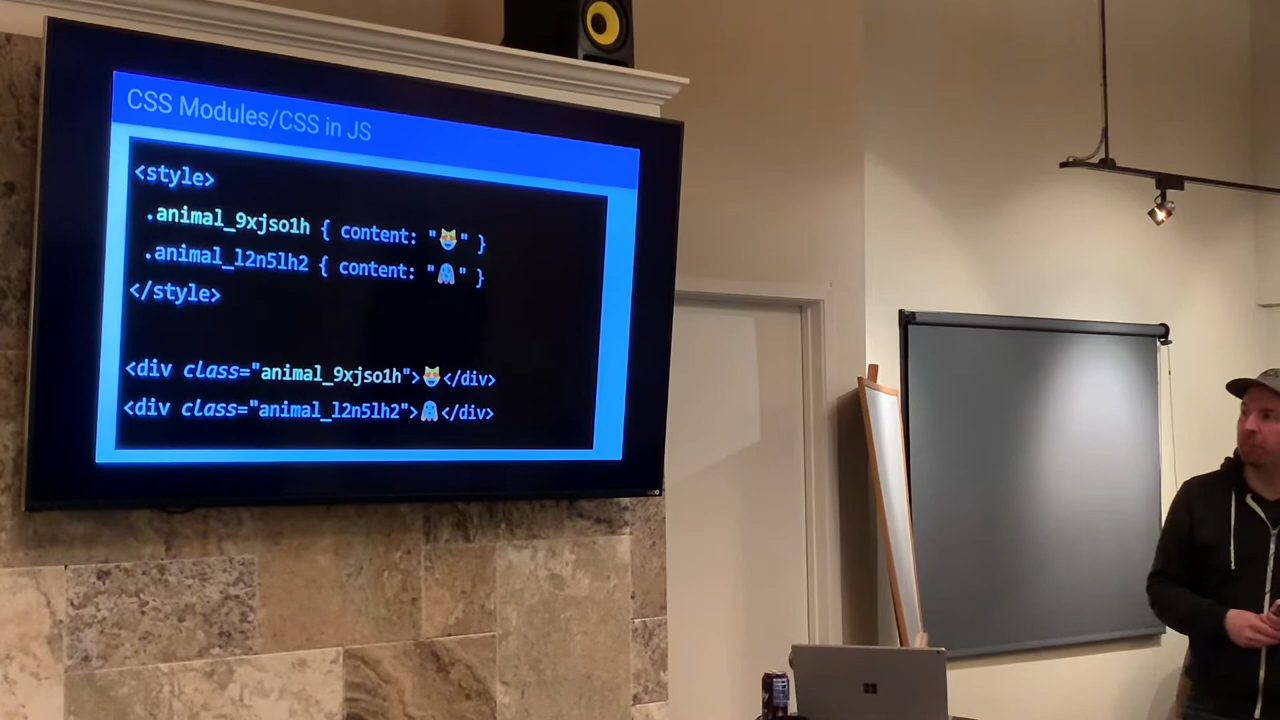 CSS Modules/CSS in JS
<style>
.animal_9xjso1h { content: "😻" }
.animal_l2n5lh2 { content: "👻" }
</style>
<div class="animal_9xjso1h">😻</div>
<div class="animal_l2n5lh2">👻</div>